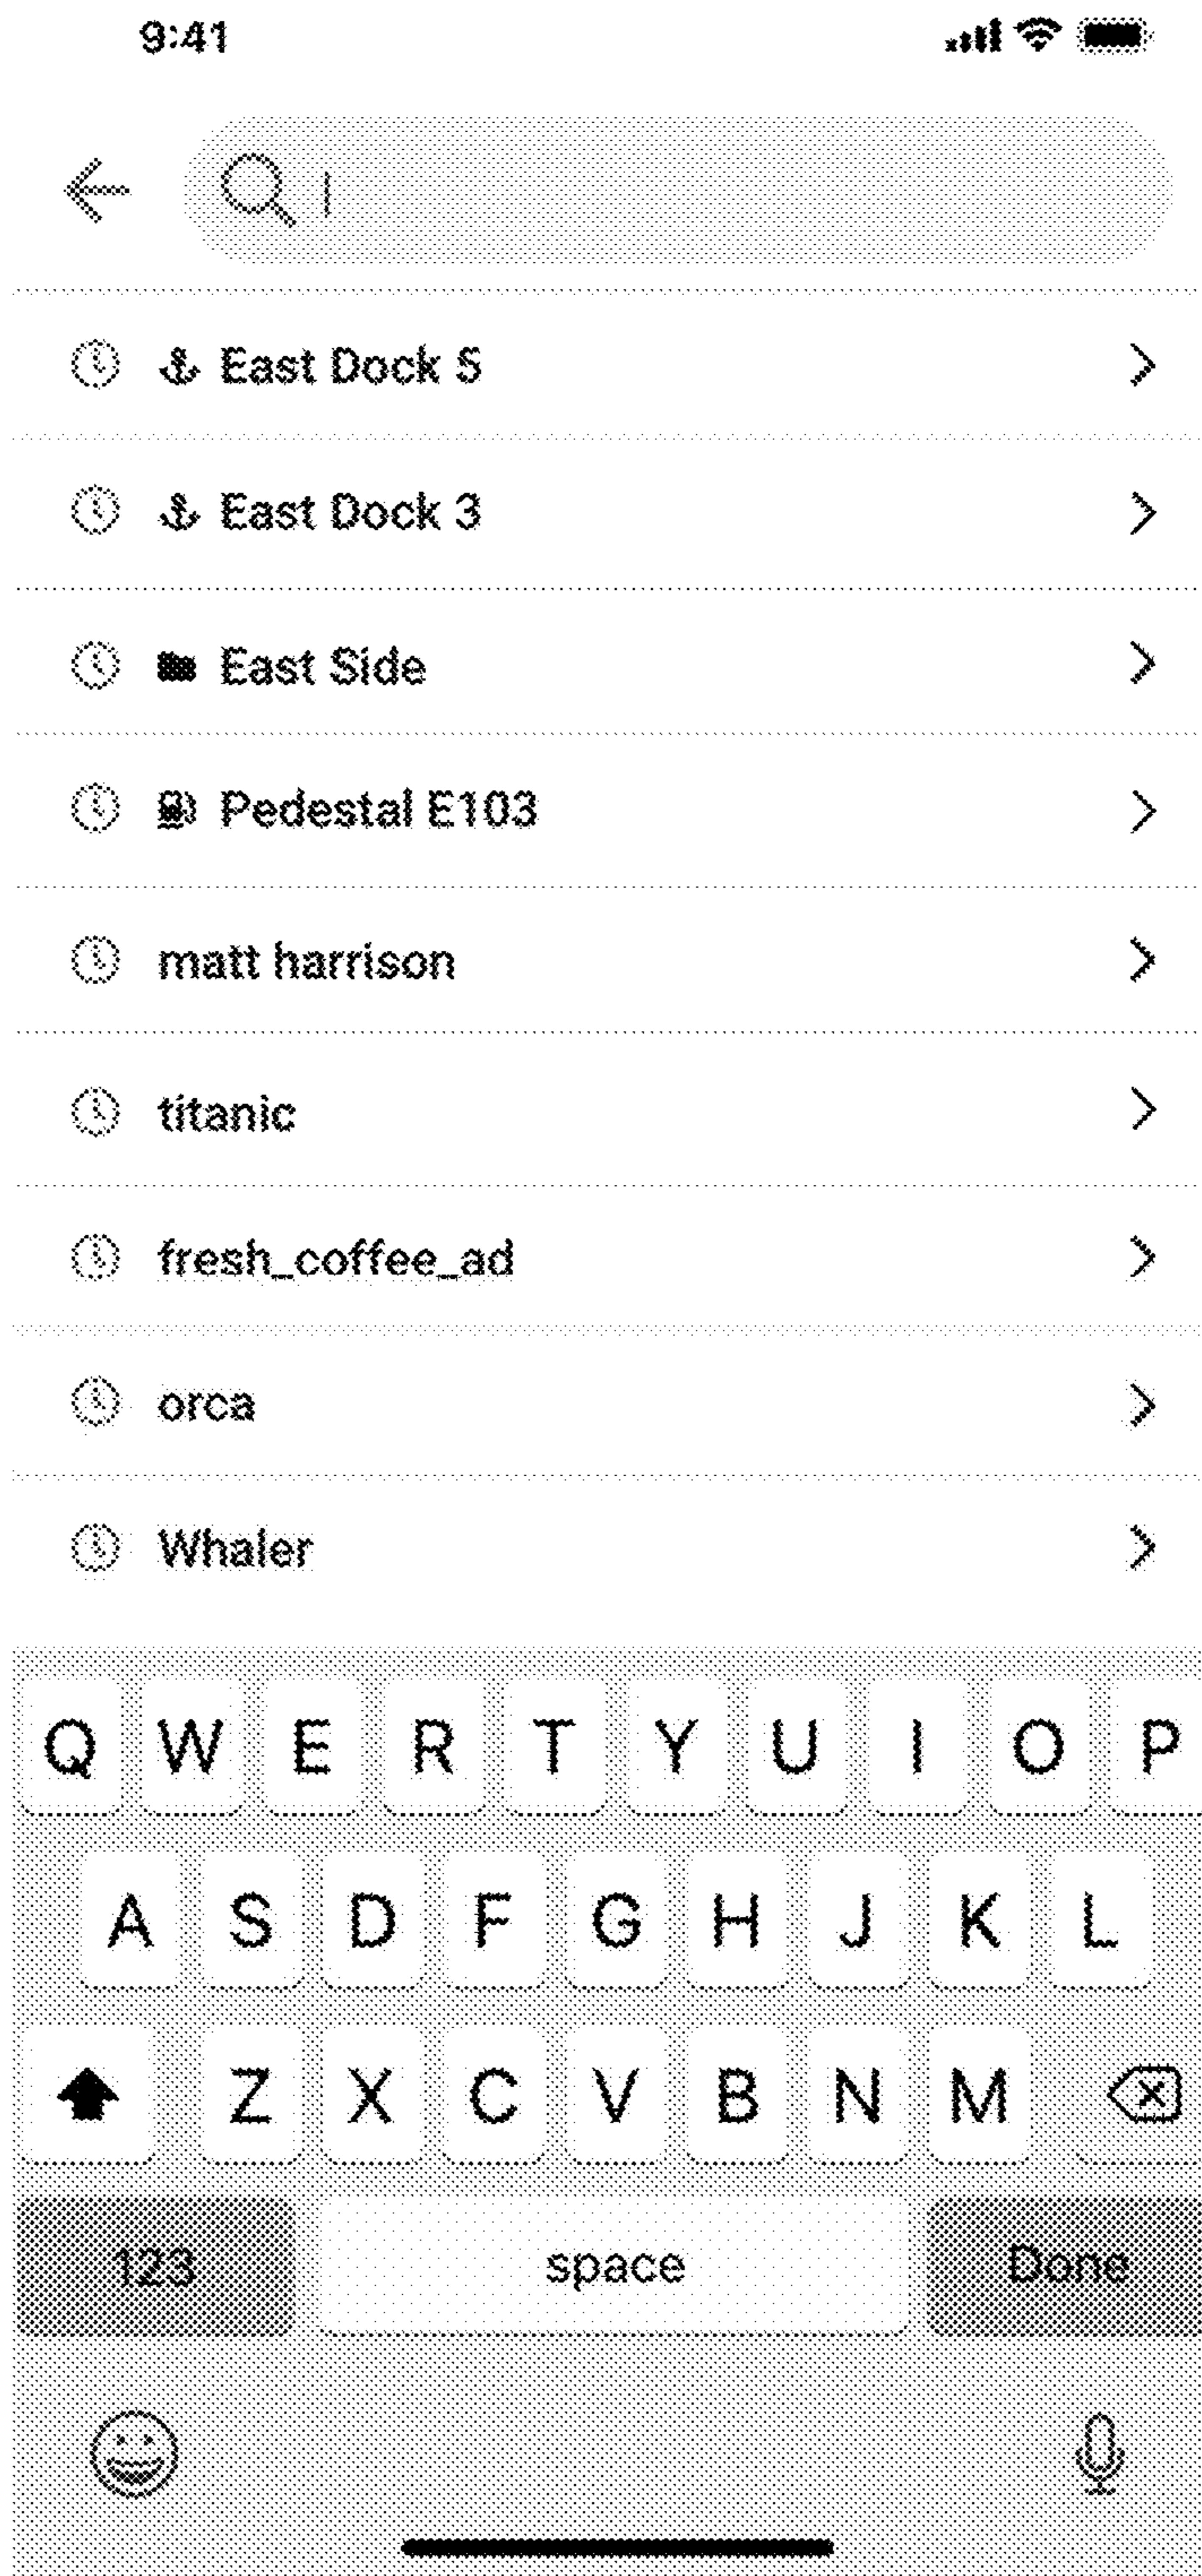 9:41
East Dock 5
East Dock 3
East Side
Pedestal E103
matt harrison
titanic
fresh_coffee_ad
orca
Whaler
Q W E R T Y U I O P
A S D F G H J K L
Z X C V B N M
123 space Done